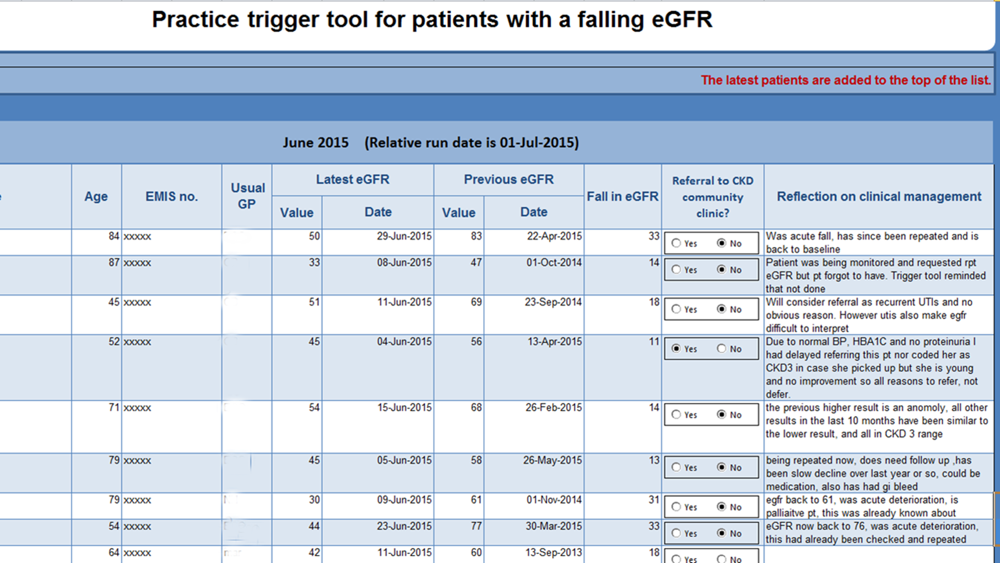 Practice trigger tool for patients with a falling eGFR
The latest patients are added to the top of the list.
June 2015 (Relative run date is 01-Jul-2015)
Age EMIS no. Usual GP Latest eGFR Previous eGFR Fall in eGFR Referral to CKD community clinic? Reflection on clinical management
Value Date Value Date
84 xxxxx 50 29-Jun-2015 83 22-Apr-2015 33 Yes No Was acute fall, has since been repeated and is
back to baseline
87 xxxxx 33 08-Jun-2015 47 01-Oct-2014 14 Yes No Patient was being monitored and requested rpt
eGFR but pt forgot to have. Trigger tool reminded
that not done
45 xxxxx 51 11-Jun-2015 69 23-Sep-2014 18 Yes No Will consider referral as recurrent UTIs and no
obvious reason. However utis also make egfr
difficult to interpret
52 xxxxx 45 04-Jun-2015 56 13-Apr-2015 11 Yes No Due to normal BP, HBA1C and no proteinuria I
had delayed referring this pt nor coded her as
CKD3 in case she picked up but she is young
and no improvement so all reasons to refer, not
defer.
71 xxxxx 54 15-Jun-2015 68 26-Feb-2015 14 Yes No the previous higher result is an anomoly, all other
results in the last 10 months have been similar to
the lower result, and all in CKD 3 range
79 xxxxx 45 05-Jun-2015 58 26-May-2015 13 Yes No being repeated now, does need follow up ,has
been slow decline over last year or so, could be
medication, also has had gi bleed
79 xxxxx 30 09-Jun-2015 61 01-Nov-2014 31 Yes No egfr back to 61, was acute deterioration, is
palliaitve pt, this was already known about
54 xxxxx 44 23-Jun-2015 77 30-Mar-2015 33 Yes No eGFR now back to 76, was acute deterioration,
this had already been checked and repeated
64 xxxxx 42 11-Jun-2015 60 13-Sep-2013 18 Yes No